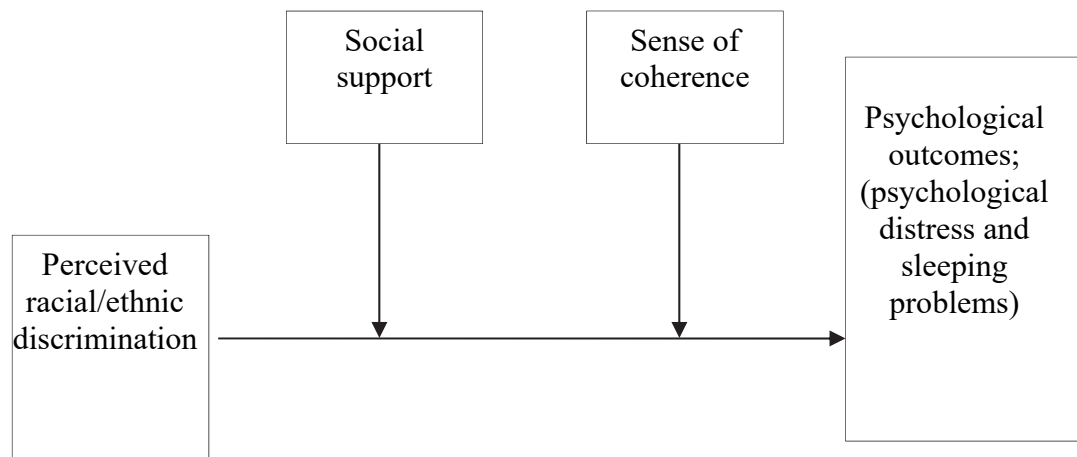 Social
support
Sense of
coherence
Psychological
outcomes;
(psychological
distress and
sleeping
problems)
Perceived
racial/ethnic
discrimination